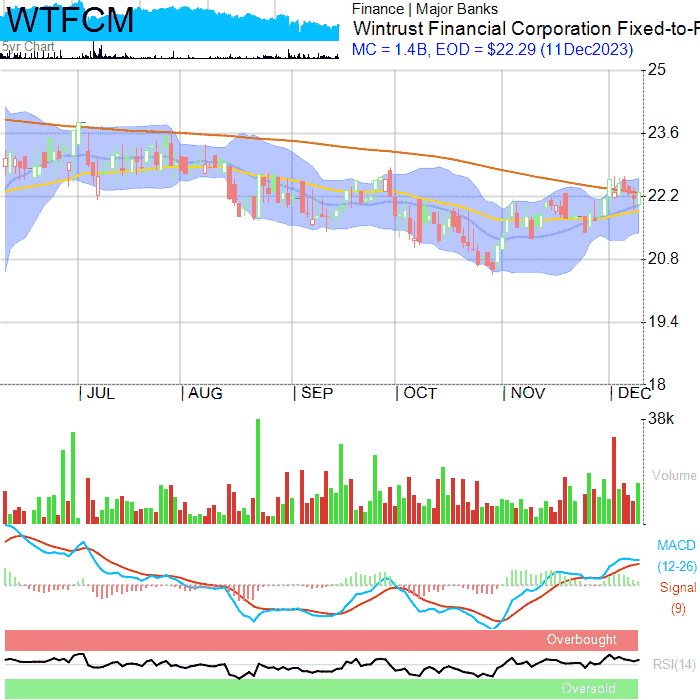 WTFCM
5yr Chart
Finance | Major Banks
Wintrust Financial Corporation Fixed-to-F
MC = 1.4B, EOD = $22.29 (11Dec2023)
25
23.6
22.2
20.8
19.4
18
| JUL | AUG | SEP | OCT | NOV | DEC
38k
Volume
MACD
(12-26)
Signal
(9)
Overbought
RSI(14)
Oversold